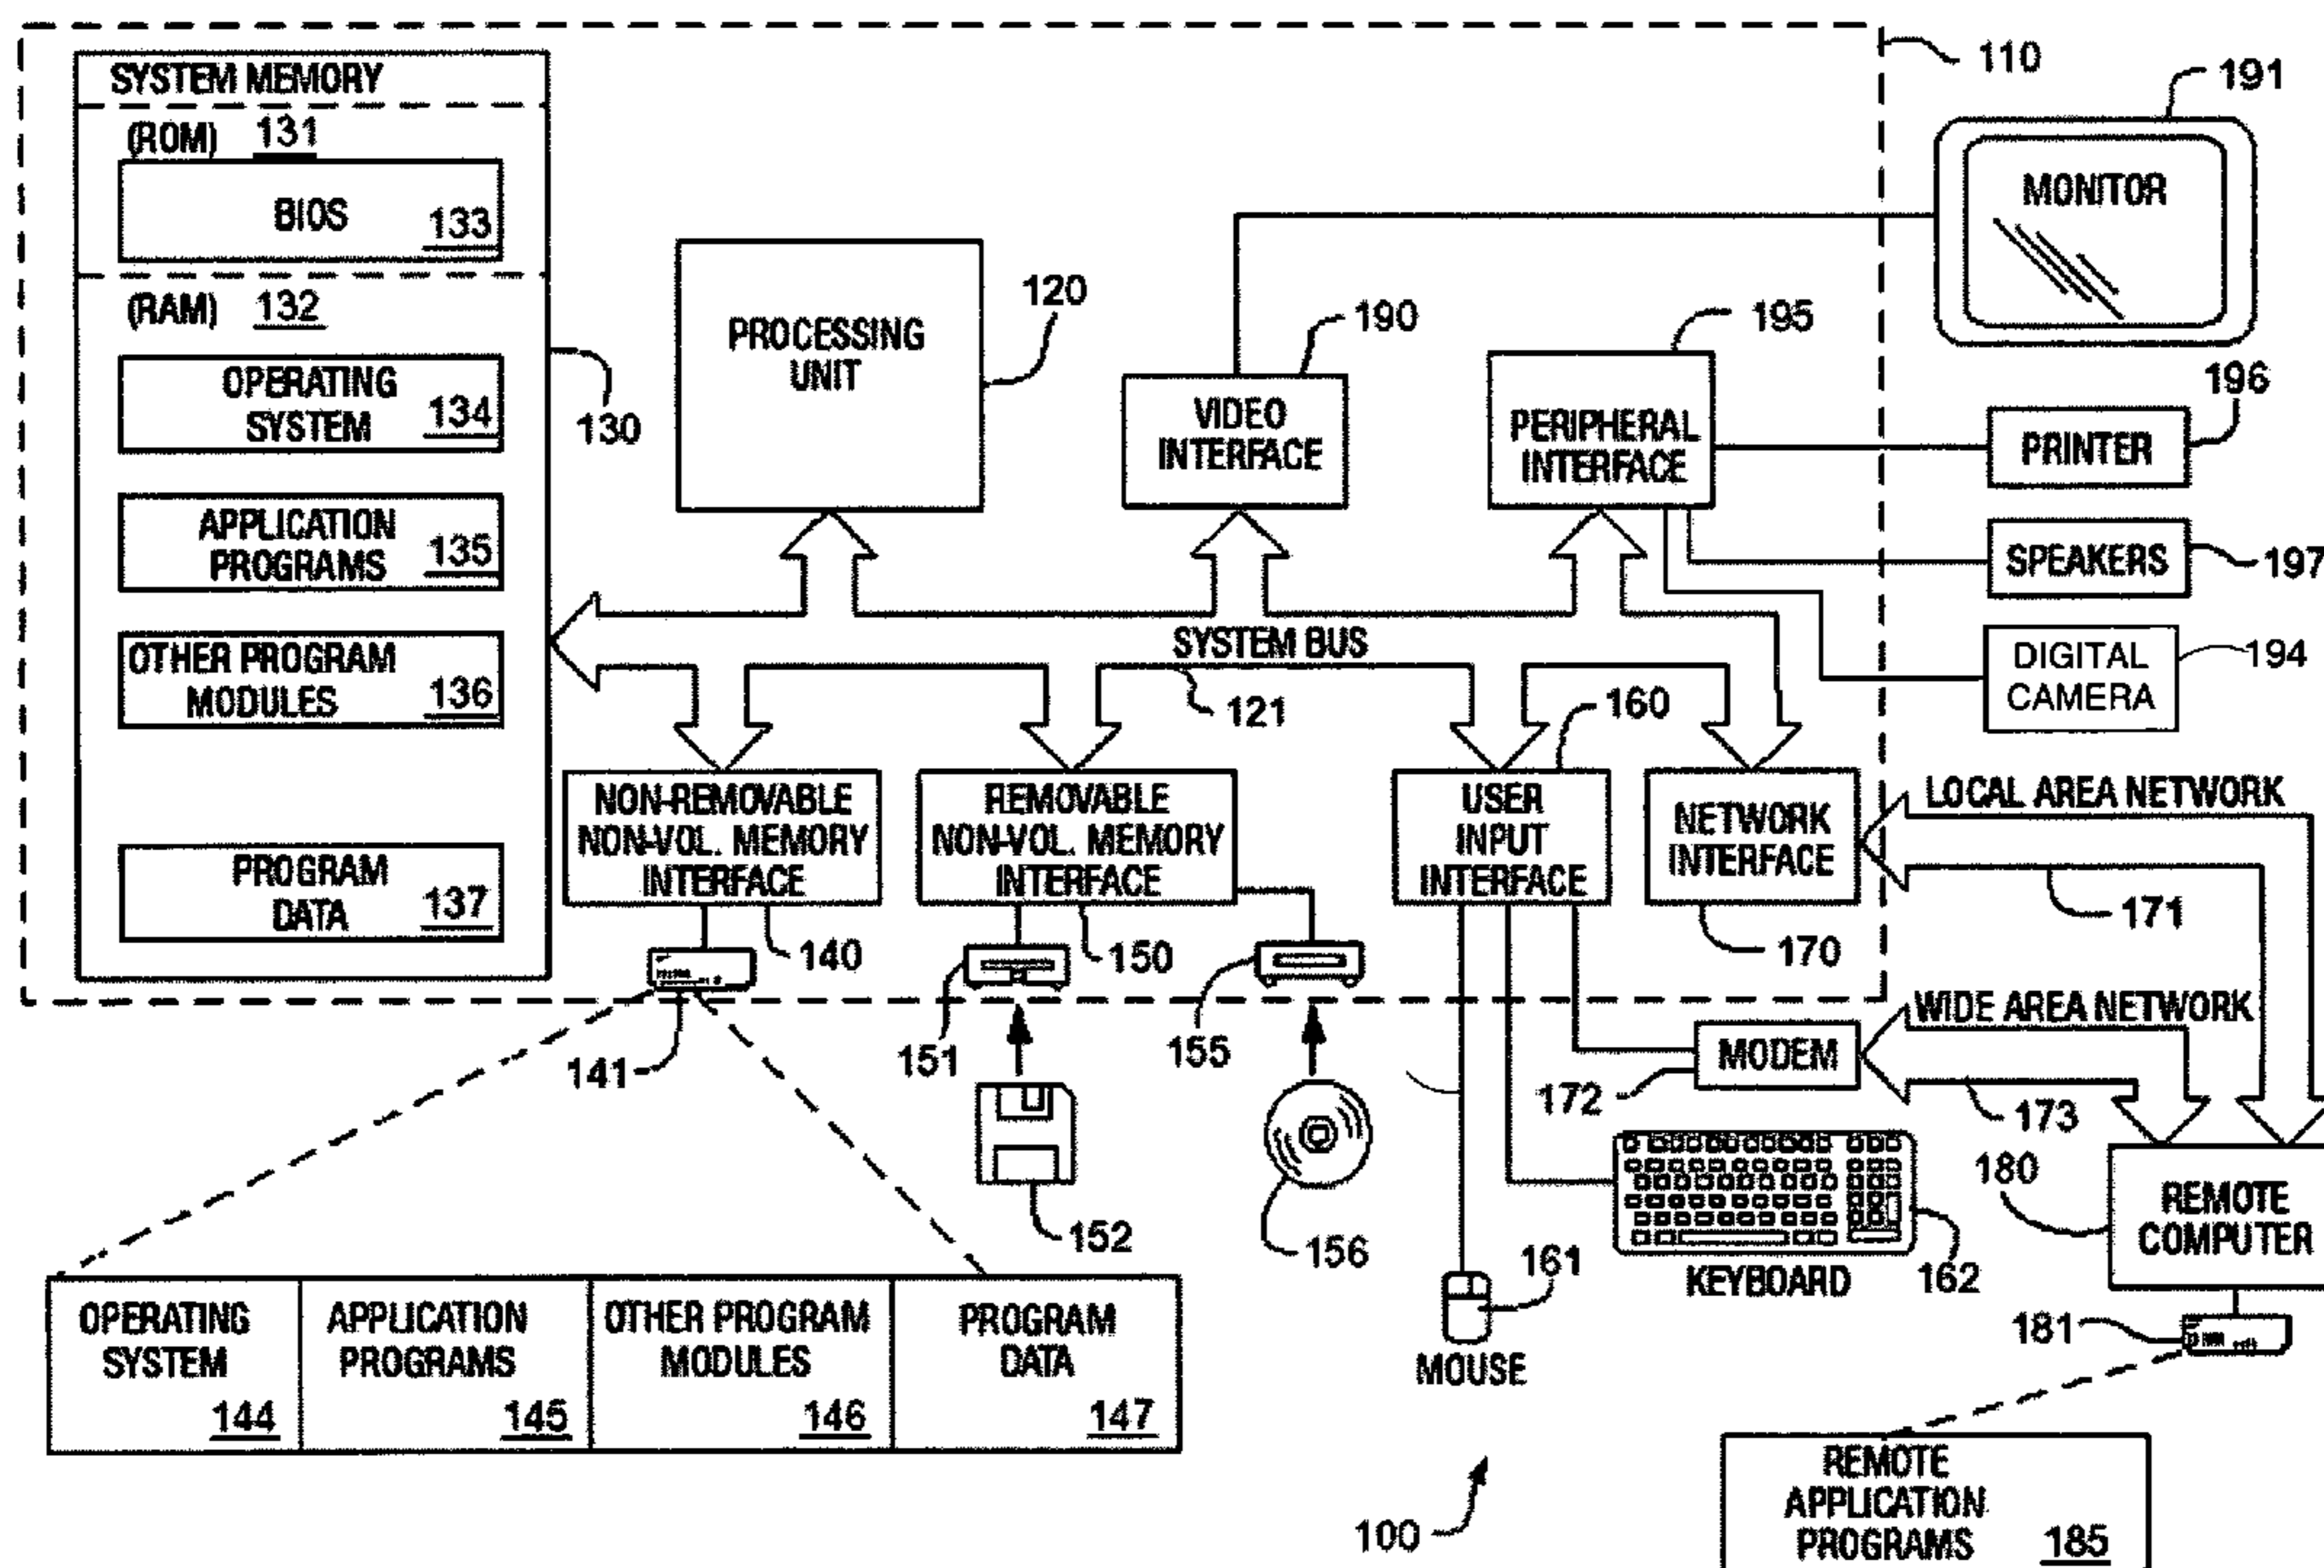 110
191
SYSTEM MEMORY
(ROM) 131
BIOS 133
(RAM) 132
OPERATING
SYSTEM 134
130
APPLICATION
PROGRAMS 135
OTHER PROGRAM
MODULES 136
PROGRAM
DATA 137
PROCESSING
UNIT
120
VIDEO
INTERFACE
190
PERIPHERAL
INTERFACE
195
MONITOR
196
PRINTER
SPEAKERS
197
DIGITAL
CAMERA
194
SYSTEM BUS
121
NON-REMOVABLE
NON-VOL. MEMORY
INTERFACE
140
REMOVABLE
NON-VOL. MEMORY
INTERFACE
150
160
USER
INPUT
INTERFACE
NETWORK
INTERFACE
170
LOCAL AREA NETWORK
171
WIDE AREA NETWORK
173
141
151
155
152
156
MODEM
172
161
MOUSE
KEYBOARD
162
180
REMOTE
COMPUTER
181
OPERATING
SYSTEM
144
APPLICATION
PROGRAMS
145
OTHER PROGRAM
MODULES
146
PROGRAM
DATA
147
100
REMOTE
APPLICATION
PROGRAMS 185